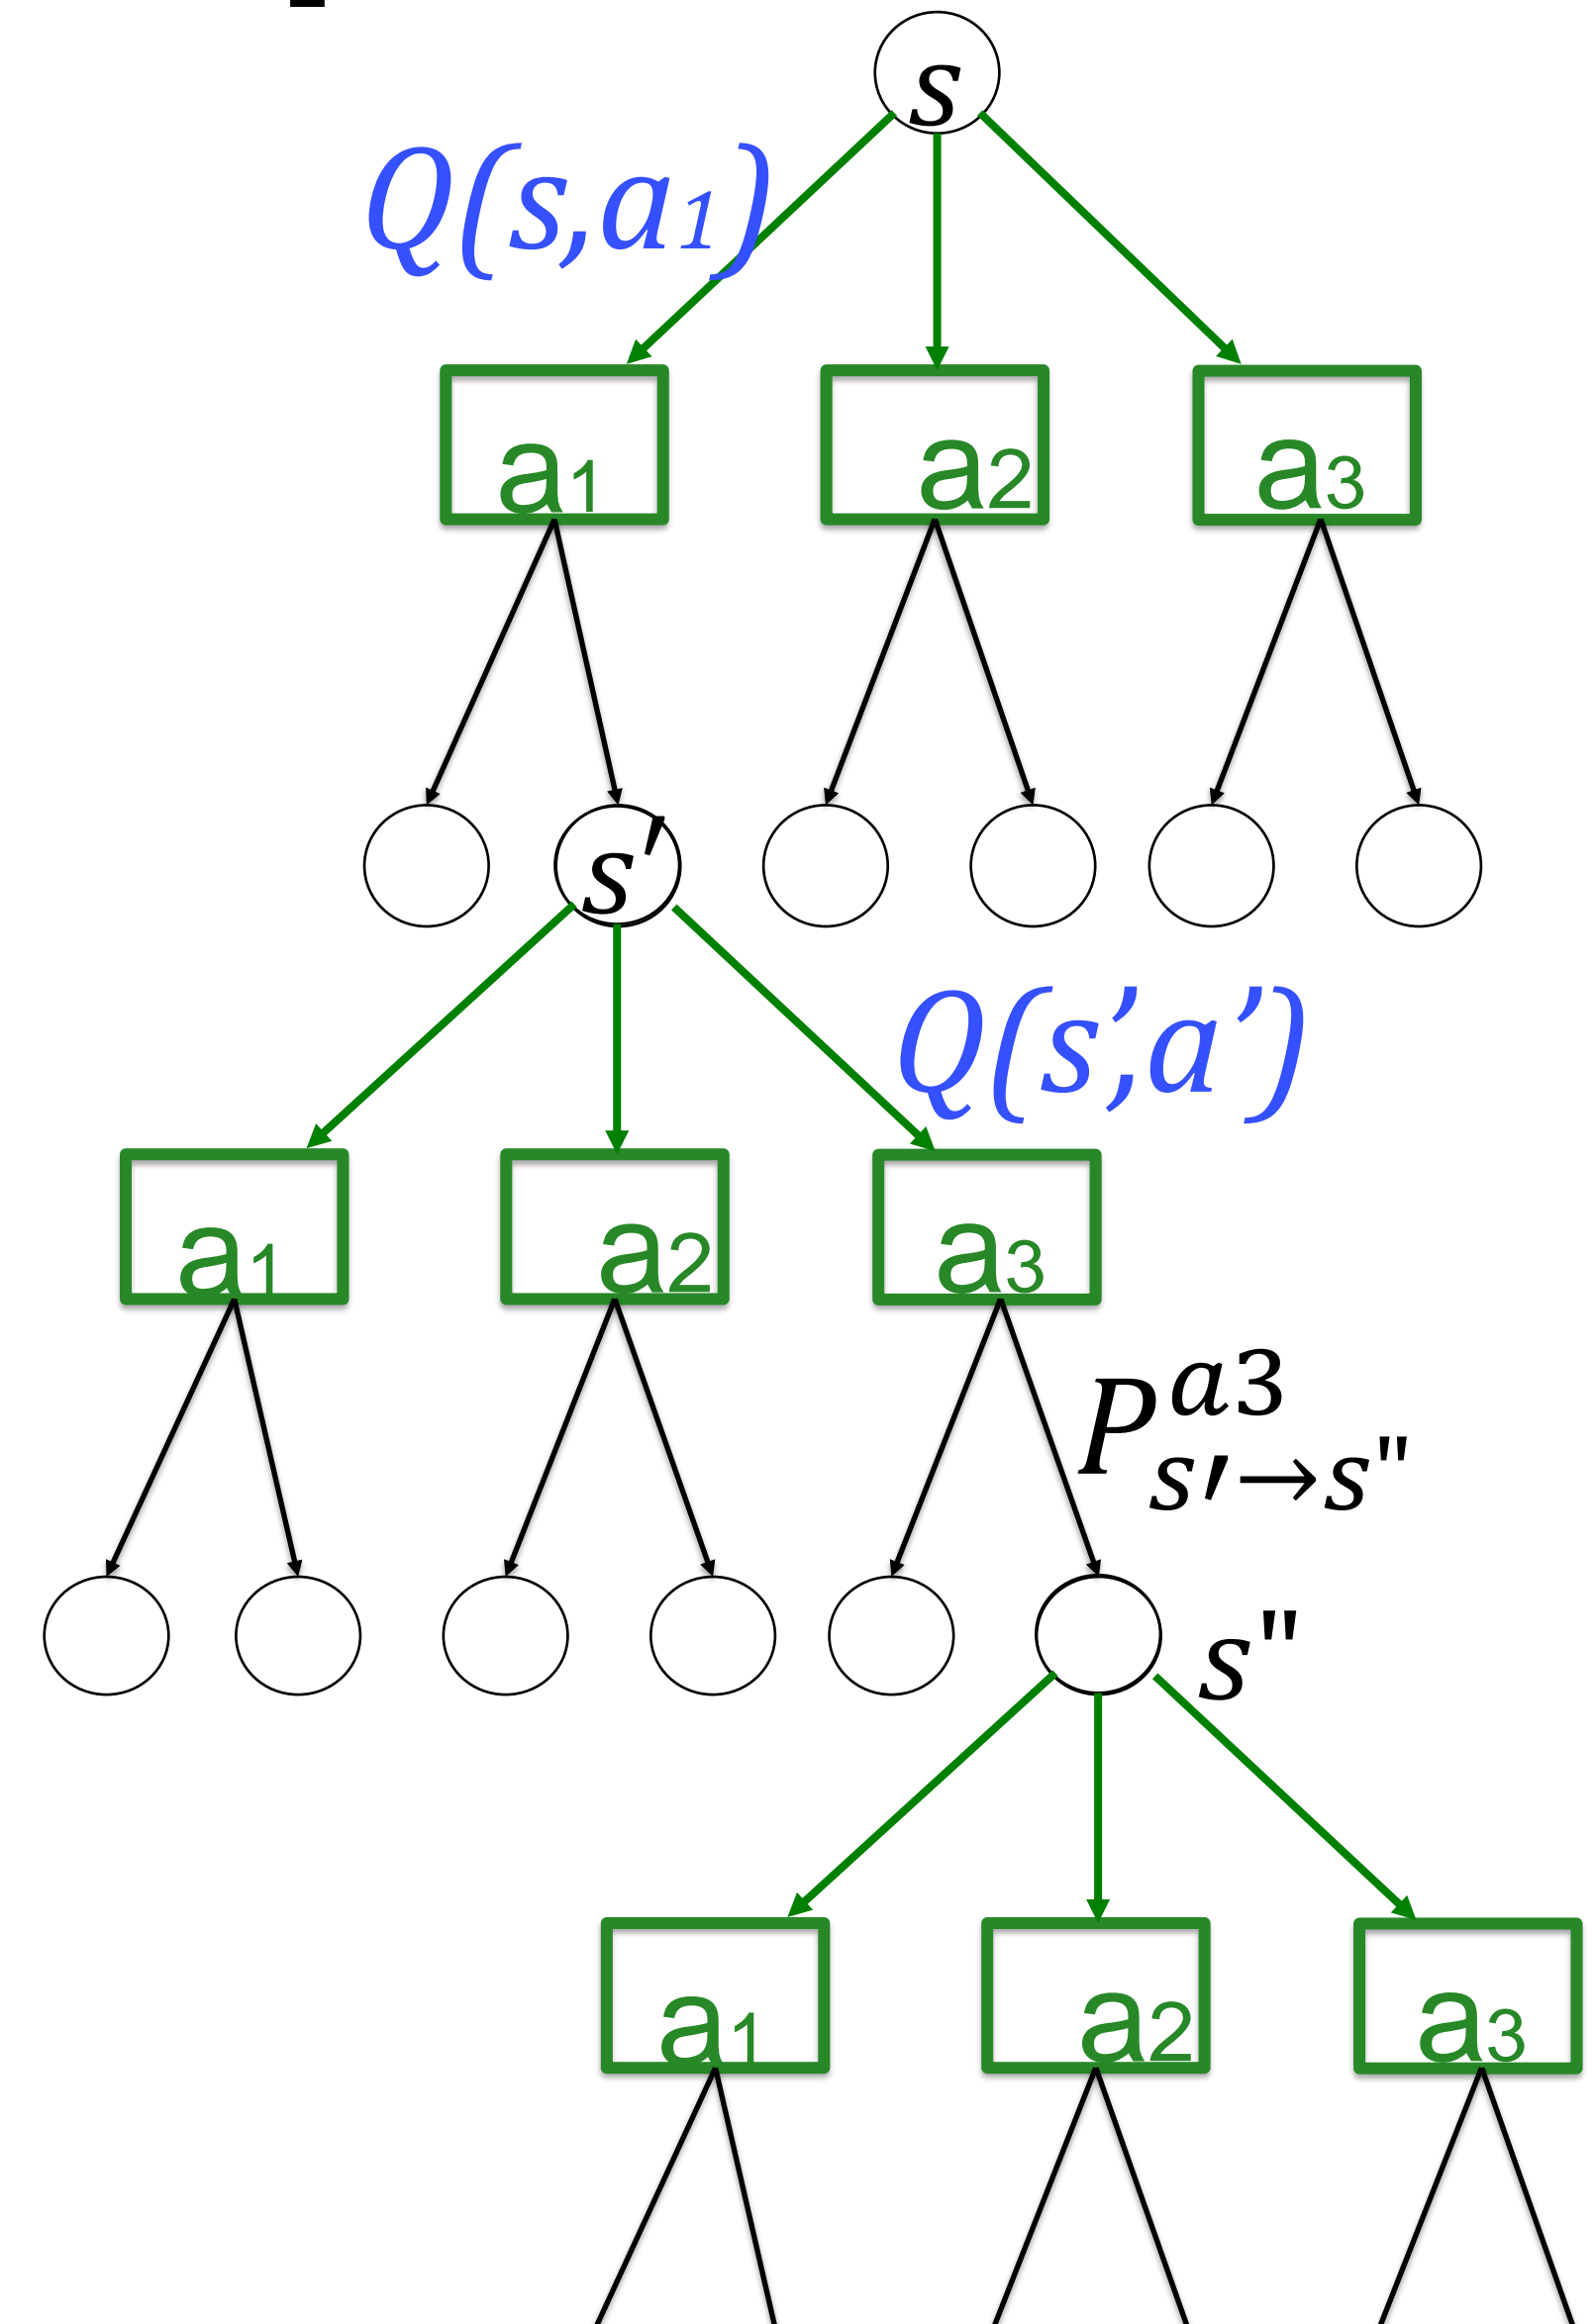 s
Q(s,a1)
a1 a2 a3
s′
Q(s’,a’)
a1 a2 a3
P^{a3}_{s′→s"}
s"
a1 a2 a3